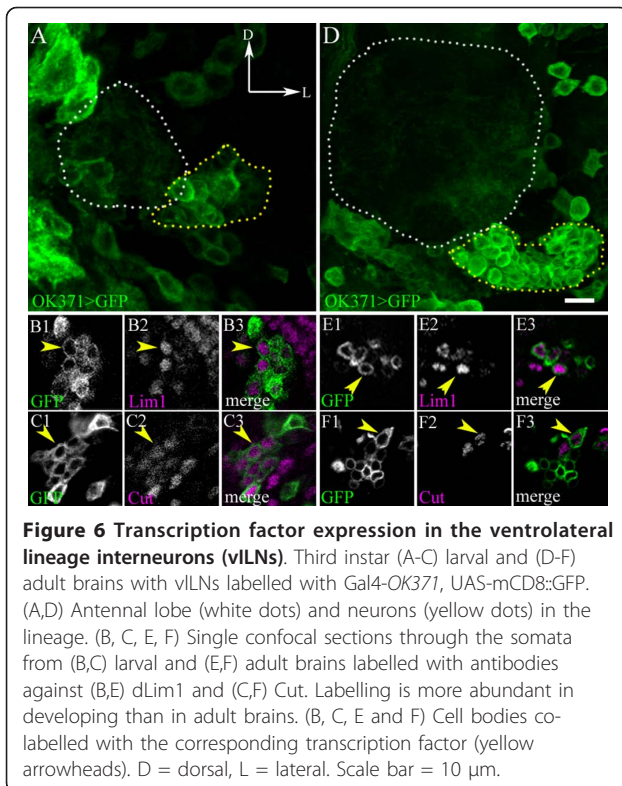 A
D
L
OK371>GFP
D
OK371>GFP
B1
GFP
B2
Lim1
B3
merge
E1
GFP
E2
Lim1
E3
merge
C1
GFP
C2
Cut
C3
merge
F1
GFP
F2
Cut
F3
merge
Figure 6 Transcription factor expression in the ventrolateral
lineage interneurons (vlLNs). Third instar (A-C) larval and (D-F)
adult brains with vlLNs labelled with Gal4-OK371, UAS-mCD8::GFP.
(A,D) Antennal lobe (white dots) and neurons (yellow dots) in the
lineage. (B, C, E, F) Single confocal sections through the somata
from (B,C) larval and (E,F) adult brains labelled with antibodies
against (B,E) dLim1 and (C,F) Cut. Labelling is more abundant in
developing than in adult brains. (B, C, E and F) Cell bodies co-
labelled with the corresponding transcription factor (yellow
arrowheads). D = dorsal, L = lateral. Scale bar = 10 μm.